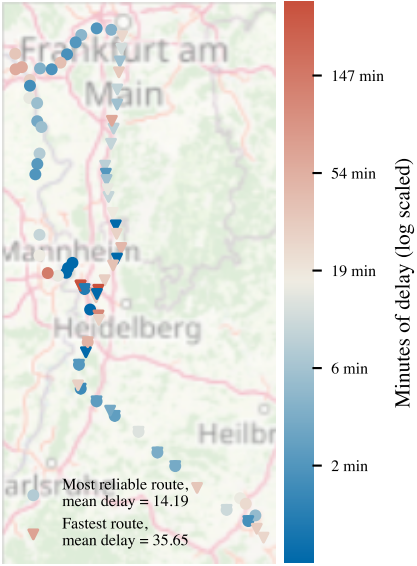 Frankfurt am
Main
Mannheim
Heidelberg
Heilbr
arlsruhe
Most reliable route,
mean delay = 14.19
Fastest route,
mean delay = 35.65
147 min
54 min
19 min
6 min
2 min
Minutes of delay (log scaled)